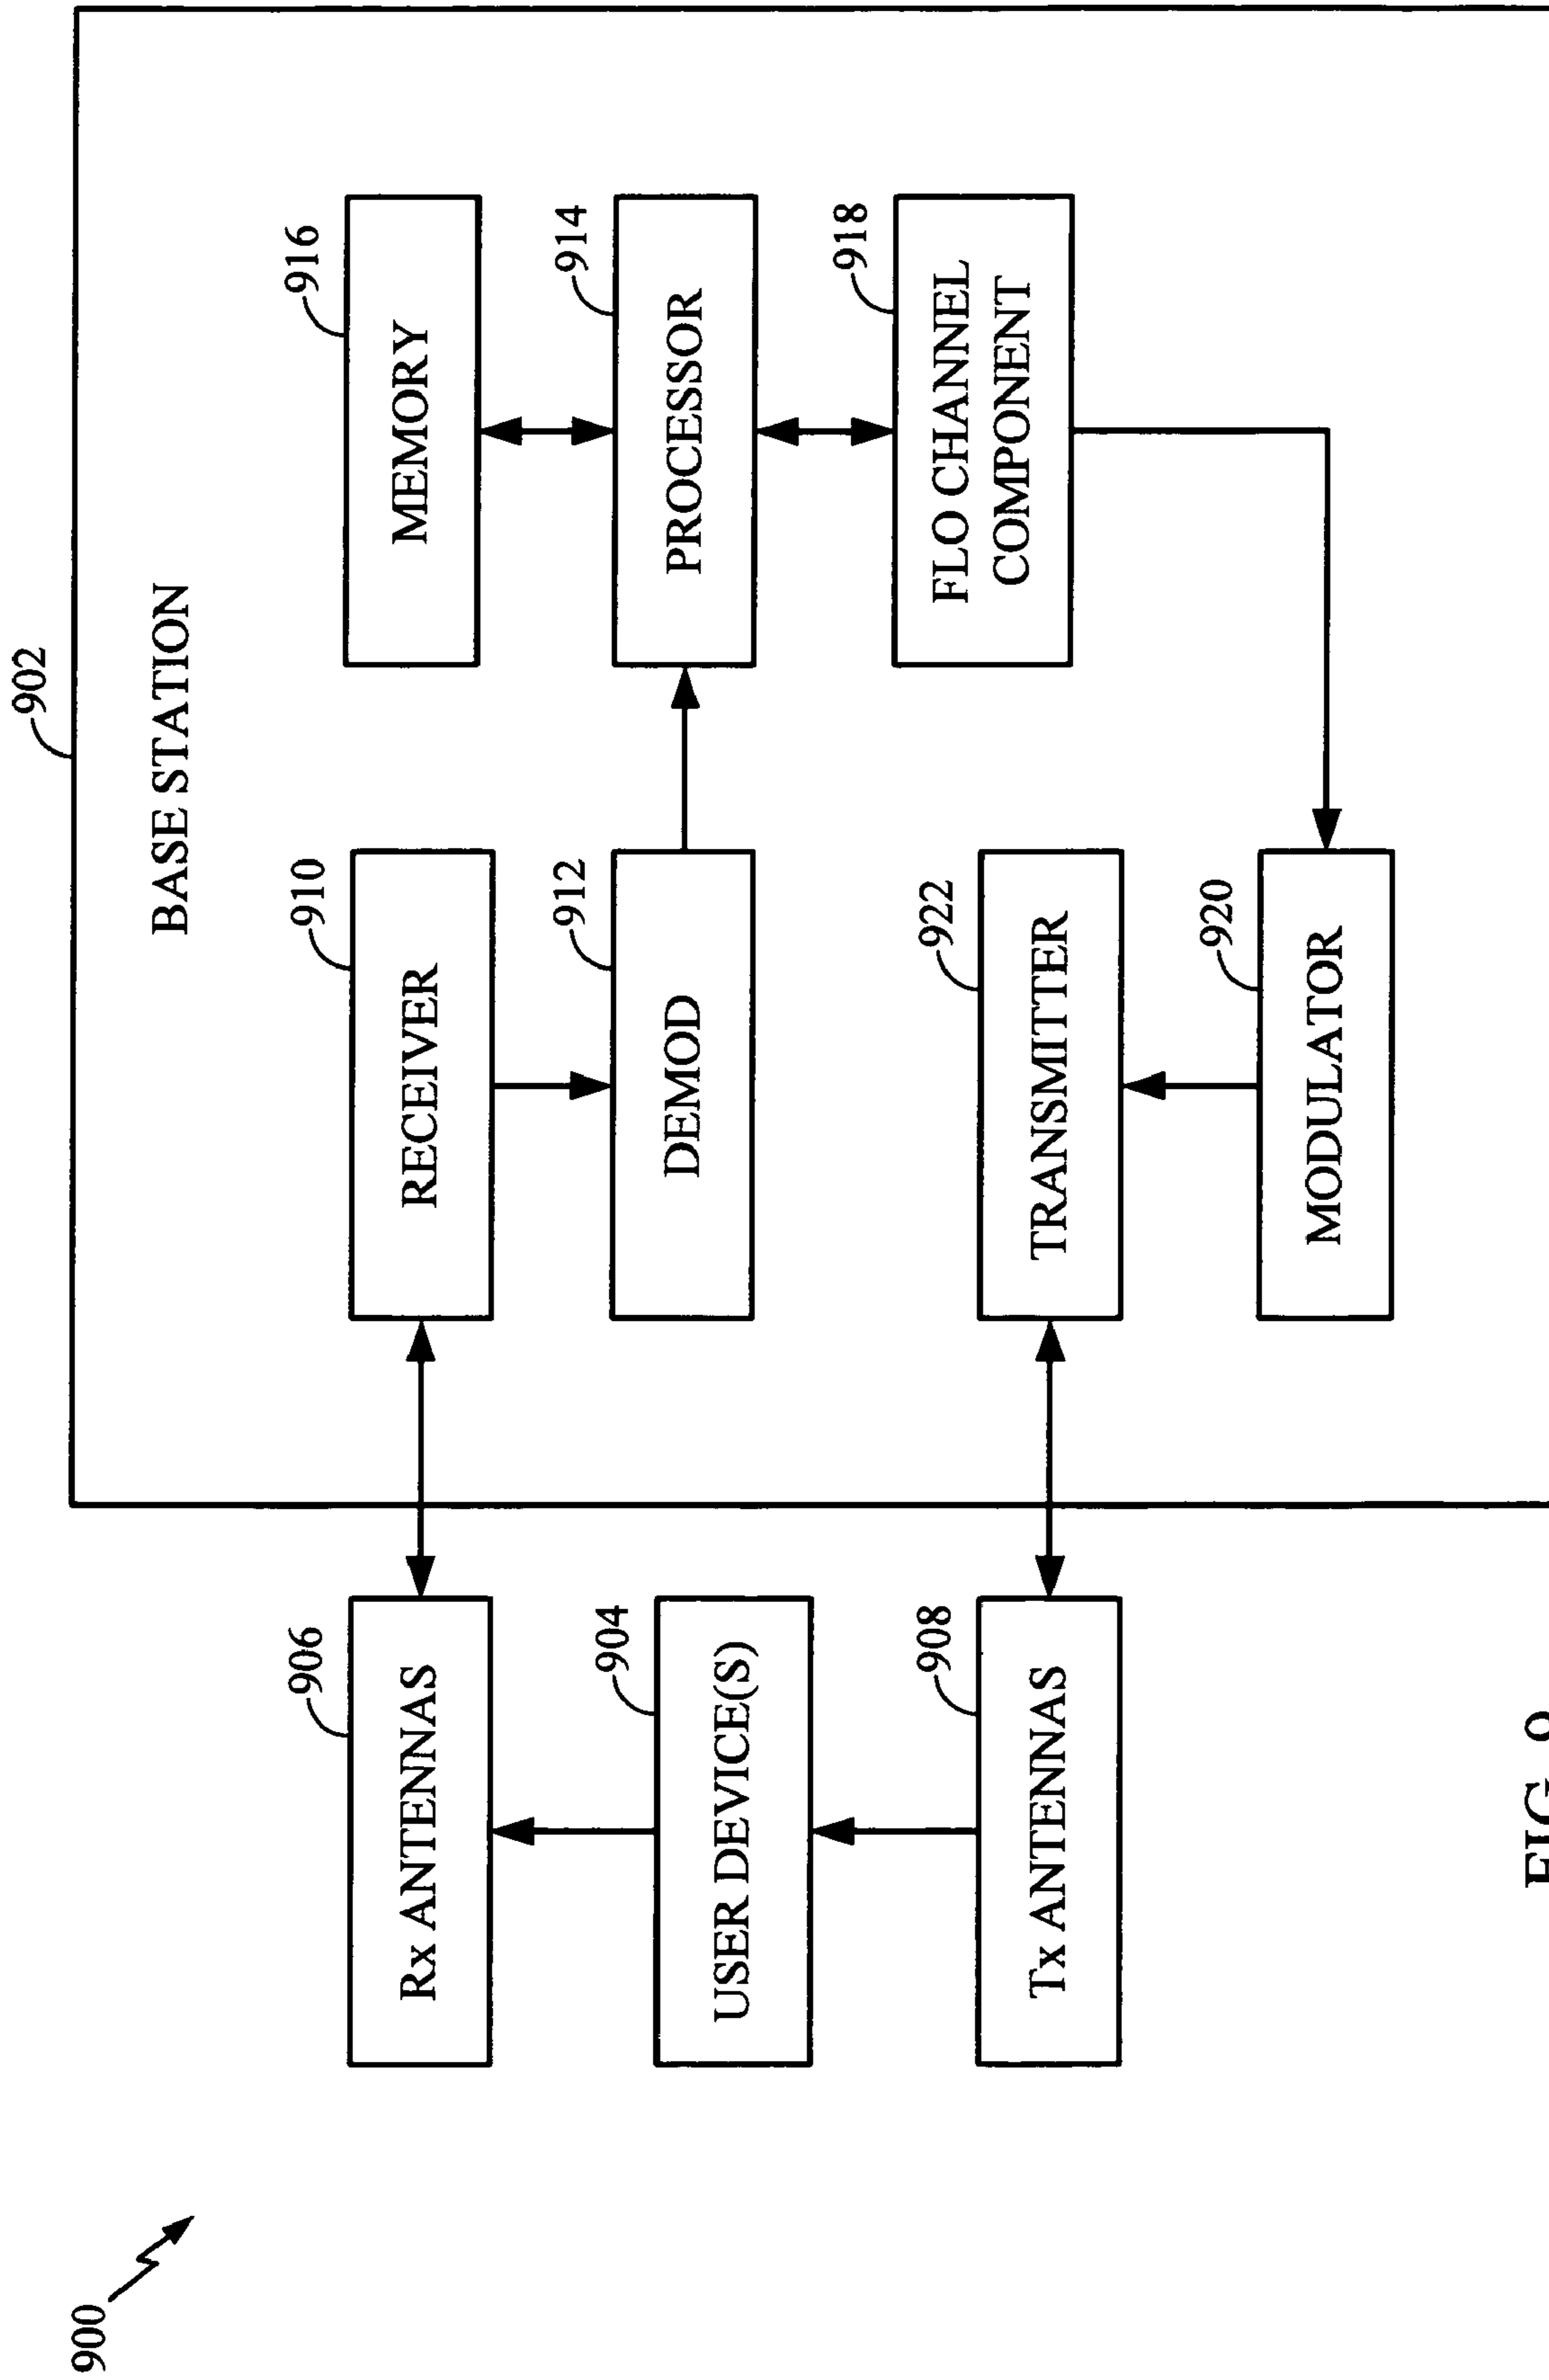 900
902
BASE STATION
906
910
916
Rx ANTENNAS
RECEIVER
MEMORY
904
912
914
USER DEVICE(S)
DEMOD
PROCESSOR
908
922
918
Tx ANTENNAS
TRANSMITTER
FLO CHANNEL
COMPONENT
920
MODULATOR
FIG.